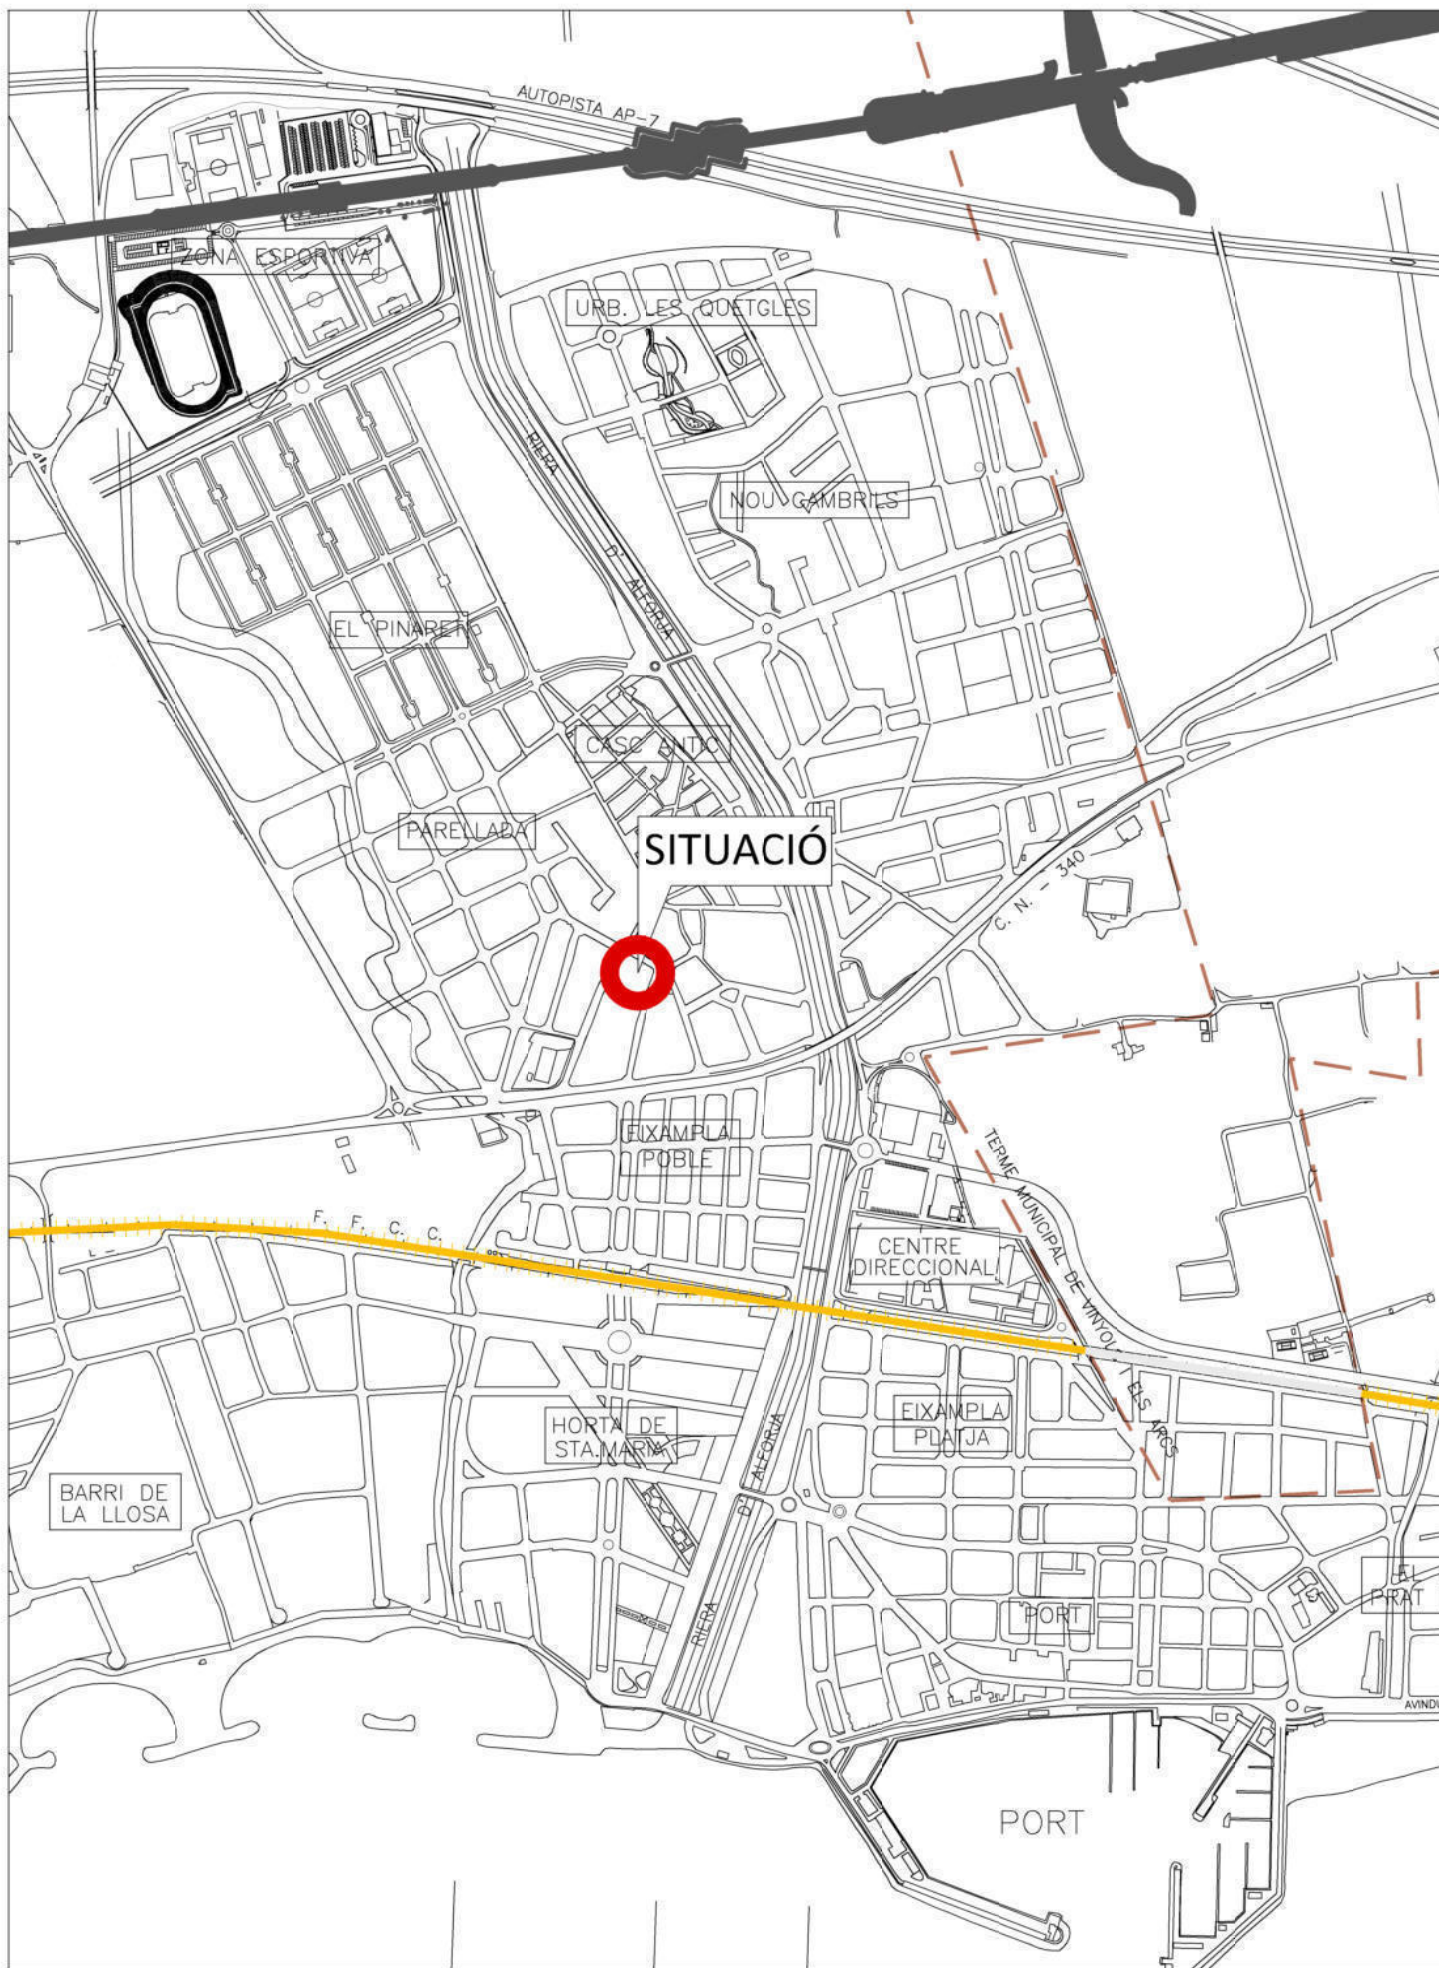 AUTOPISTA AP-7
ZONA ESPORTIVA
URB. LES QUETGLES
RIERA
NOU CAMBRILS
D' ALFORJA
EL PINARET
CASC ANTIC
PARELLADA
SITUACIÓ
C. N. - 340
EIXAMPLA
POBLE
TERME MUNICIPAL DE VINYOLS I ELS ARCS
F. F. C. C.
CENTRE
DIRECCIONAL
HORTA DE
STA.MARIA
EIXAMPLA
PLATJA
D' ALFORJA
BARRI DE
LA LLOSA
RIERA
PORT
EL
PRAT
AVINDU
PORT